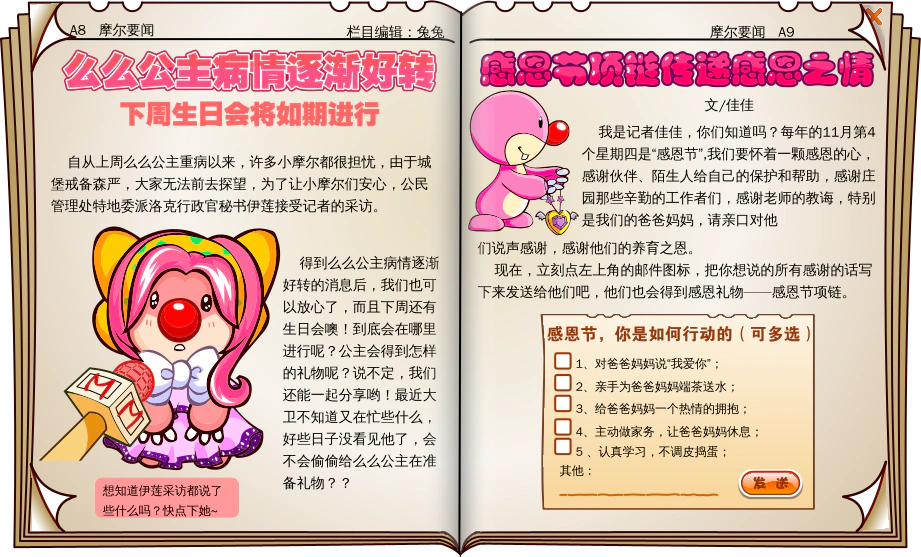 A8 摩尔要闻
栏目编辑：兔兔
么么公主病情逐渐好转
下周生日会将如期进行
自从上周么么公主重病以来，许多小摩尔都很担忧，由于城
堡戒备森严，大家无法前去探望，为了让小摩尔们安心，公民
管理处特地委派洛克行政官秘书伊莲接受记者的采访。
得到么么公主病情逐渐
好转的消息后，我们也可
以放心了，而且下周还有
生日会噢！到底会在哪里
进行呢？公主会得到怎样
的礼物呢？说不定，我们
还能一起分享哟！最近大
卫不知道又在忙些什么，
好些日子没看见他了，会
不会偷偷给么么公主在准
备礼物？？
M
M
想知道伊莲采访都说了
些什么吗？快点下她~
摩尔要闻 A9
感恩节项链传递感恩之情
文/佳佳
我是记者佳佳，你们知道吗？每年的11月第4
个星期四是“感恩节”,我们要怀着一颗感恩的心，
感谢伙伴、陌生人给自己的保护和帮助，感谢庄
园那些辛勤的工作者们，感谢老师的教诲，特别
是我们的爸爸妈妈，请亲口对他
们说声感谢，感谢他们的养育之恩。
现在，立刻点左上角的邮件图标，把你想说的所有感谢的话写
下来发送给他们吧，他们也会得到感恩礼物——感恩节项链。
感恩节，你是如何行动的（可多选）
1、对爸爸妈妈说“我爱你”；
2、亲手为爸爸妈妈端茶送水；
3、给爸爸妈妈一个热情的拥抱；
4、主动做家务，让爸爸妈妈休息；
5 、认真学习，不调皮捣蛋；
其他：
发 送